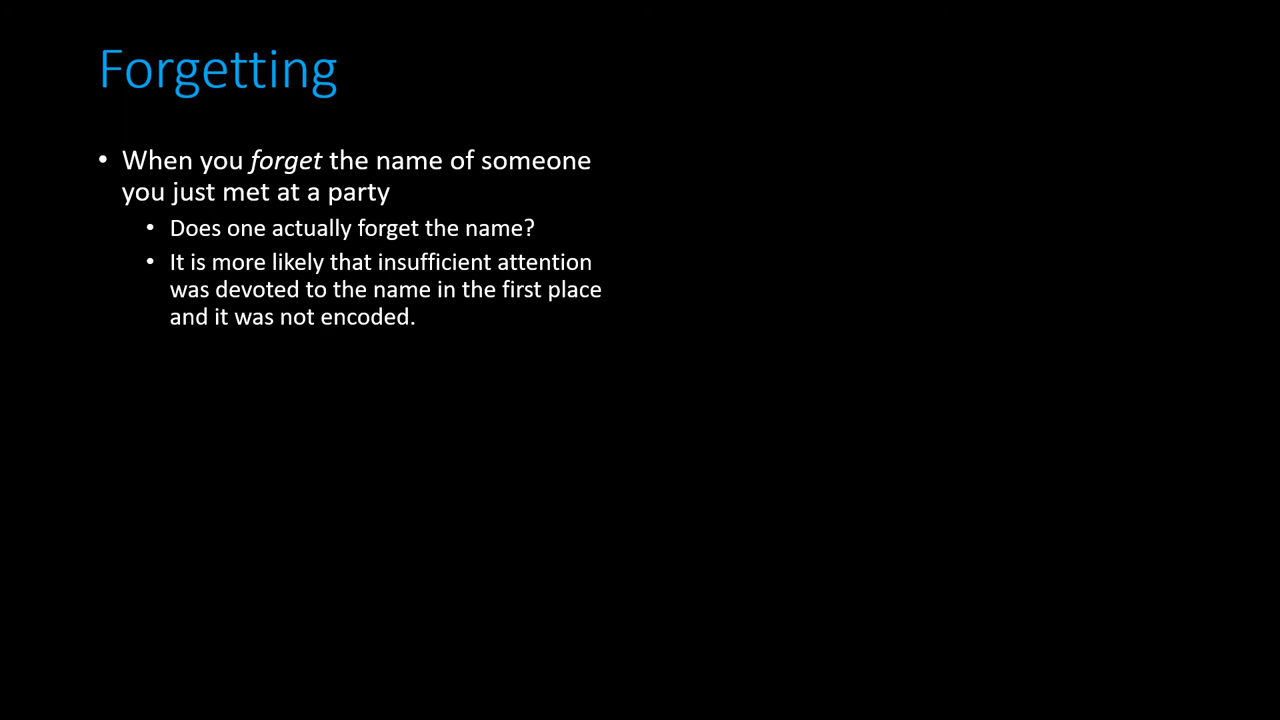 Forgetting
• When you forget the name of someone
you just met at a party
• Does one actually forget the name?
• It is more likely that insufficient attention
was devoted to the name in the first place
and it was not encoded.